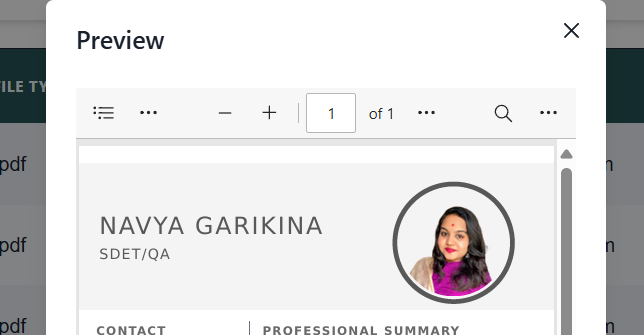 Preview
ILE TY
1 of 1
pdf
NAVYA GARIKINA
SDET/QA
pdf m
pdf m
CONTACT PROFESSIONAL SUMMARY